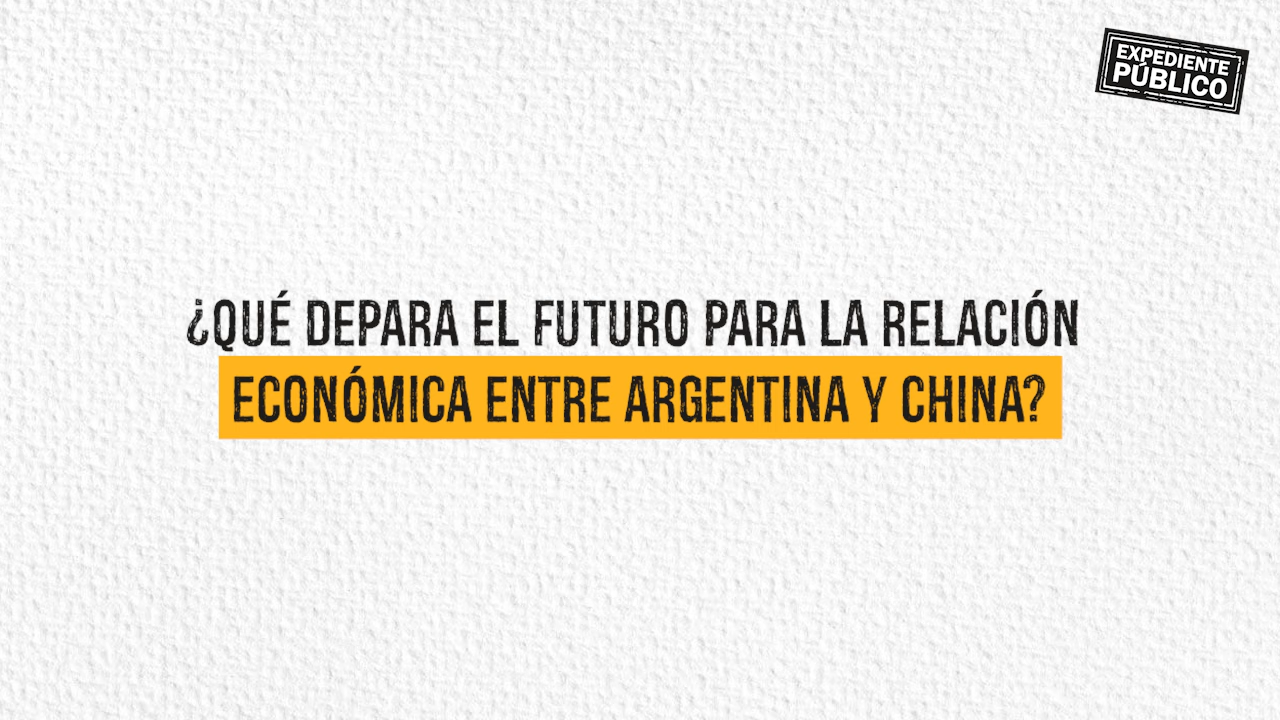 EXPEDIENTE
PÚBLICO
¿QUÉ DEPARA EL FUTURO PARA LA RELACIÓN
ECONÓMICA ENTRE ARGENTINA Y CHINA?